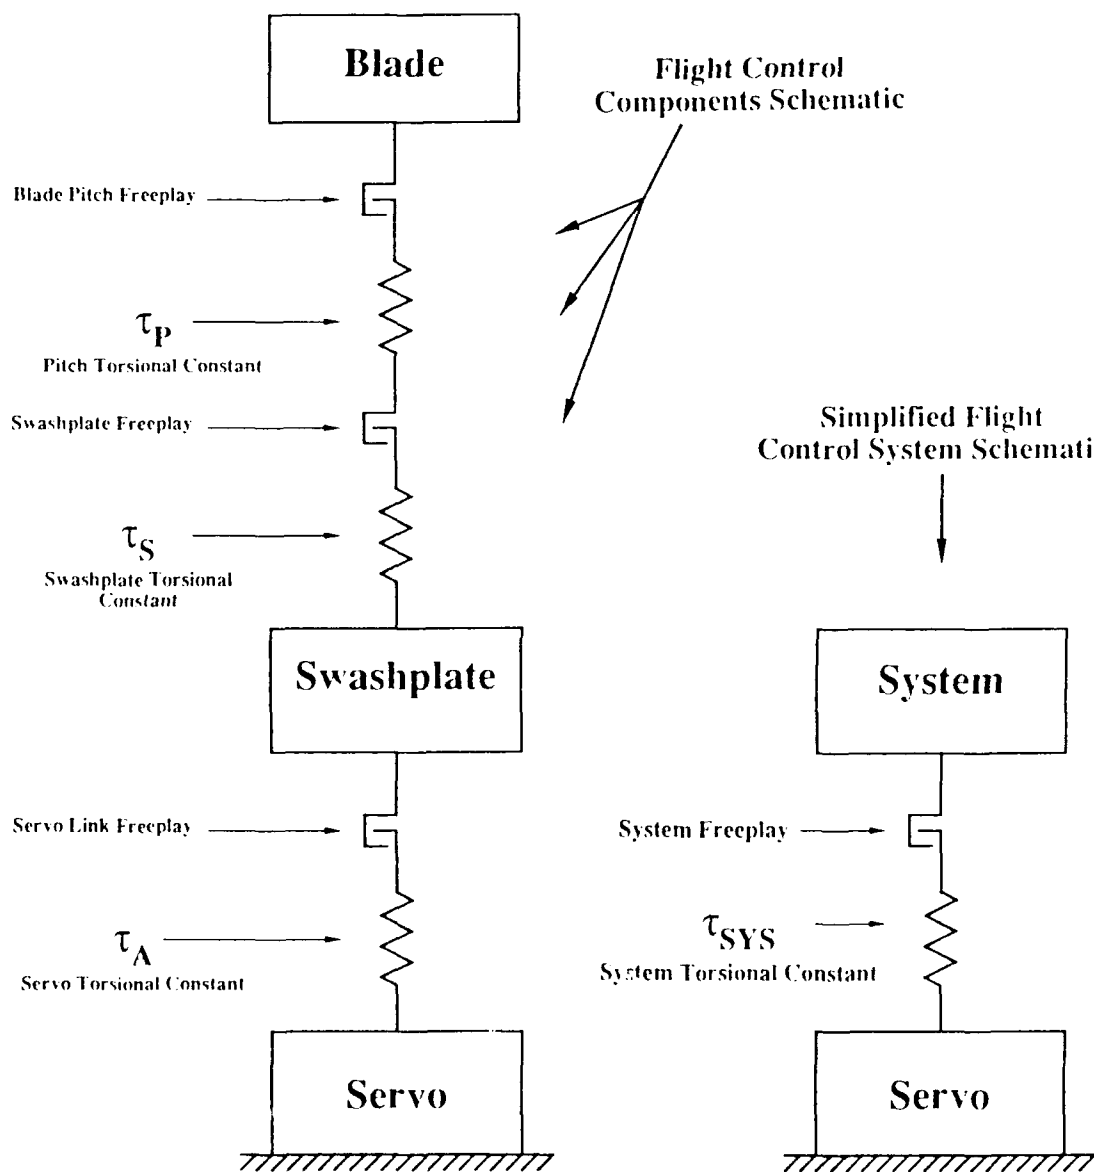 Blade
Flight Control
Components Schematic
Blade Pitch Freeplay
τP
Pitch Torsional Constant
Swashplate Freeplay
Simplified Flight
Control System Schemati
τS
Swashplate Torsional
Constant
Swashplate
System
Servo Link Freeplay
System Freeplay
τA
Servo Torsional Constant
τSYS
System Torsional Constant
Servo
Servo